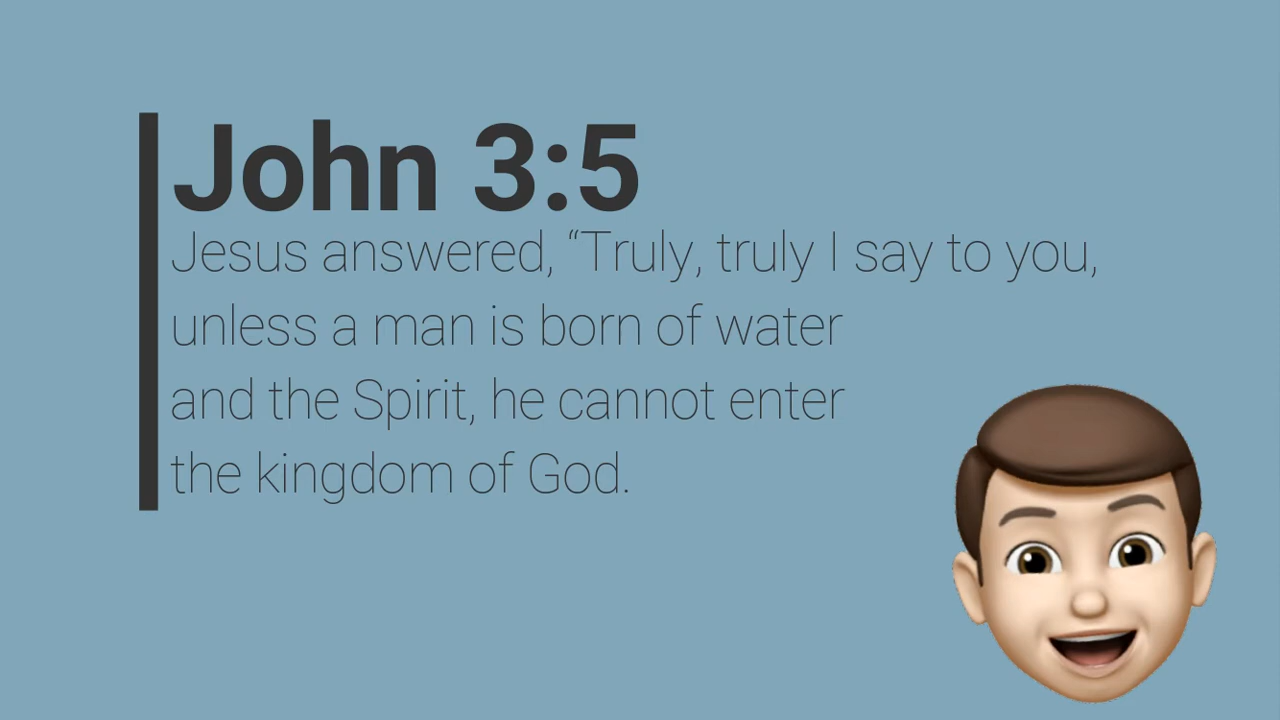 John 3:5
Jesus answered, “Truly, truly I say to you,
unless a man is born of water
and the Spirit, he cannot enter
the kingdom of God.